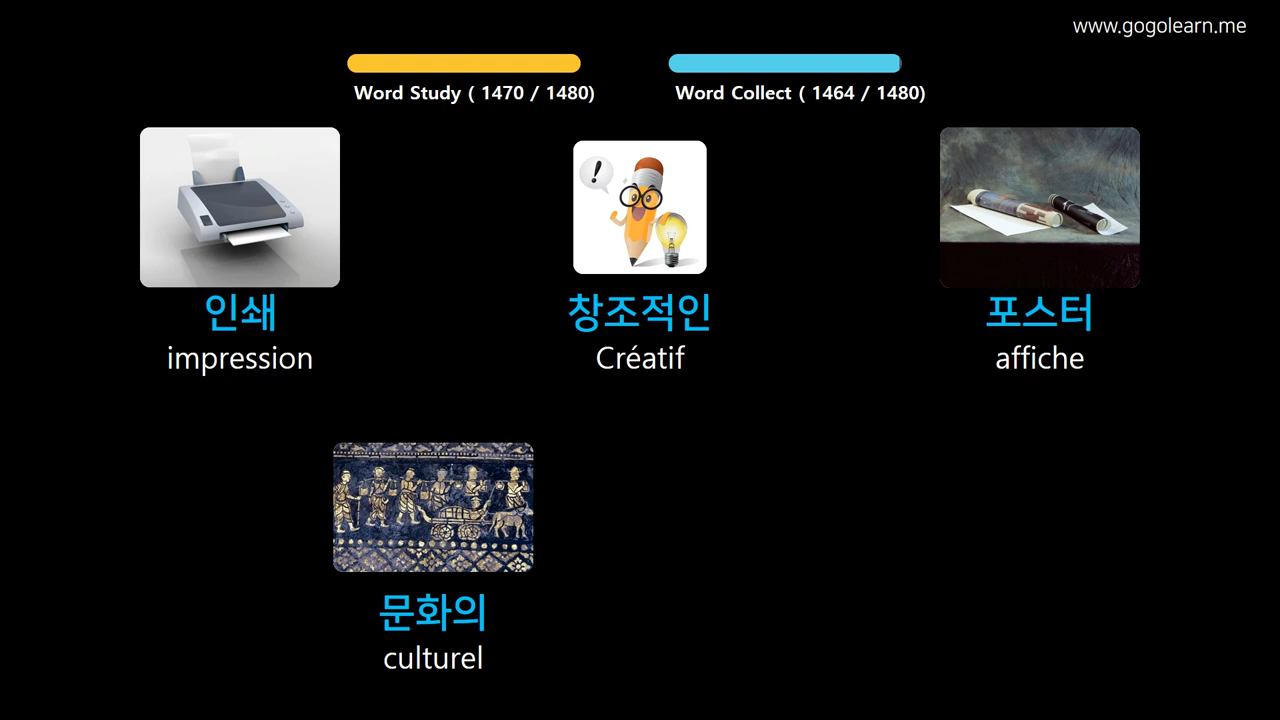 www.gogolearn.me
Word Study ( 1470 / 1480)
Word Collect ( 1464 / 1480)
인쇄
impression
창조적인
Créatif
포스터
affiche
문화의
culturel